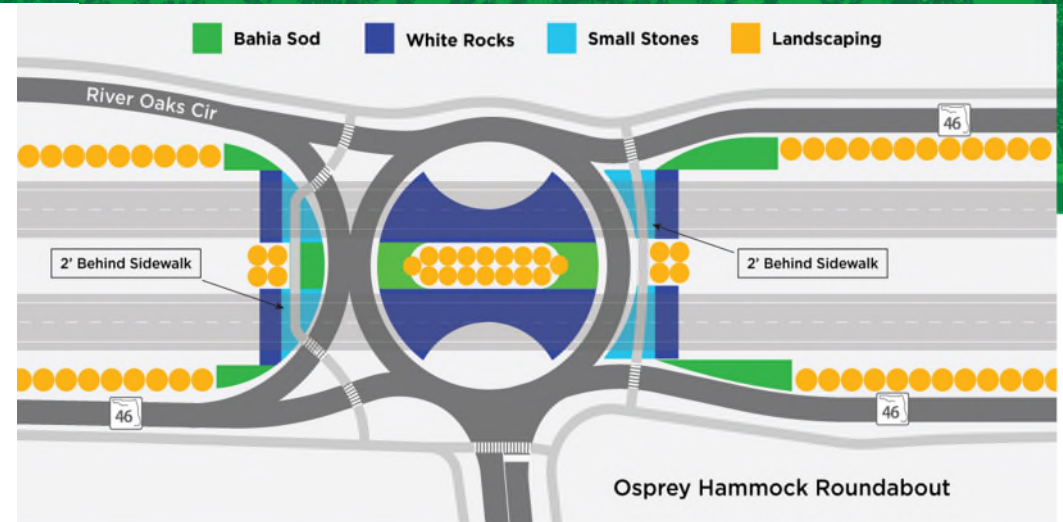 Bahia Sod
White Rocks
Small Stones
Landscaping
River Oaks Cir
46
2' Behind Sidewalk
2' Behind Sidewalk
46
46
Osprey Hammock Roundabout